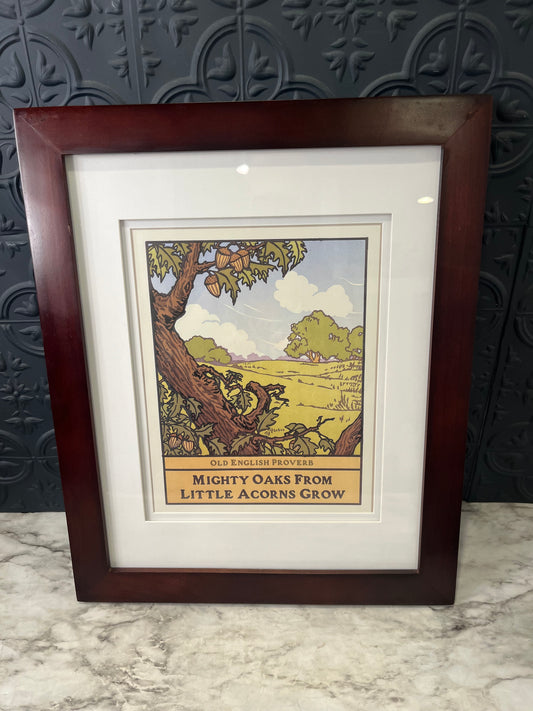 OLD ENGLISH PROVERB
MIGHTY OAKS FROM
LITTLE ACORNS GROW